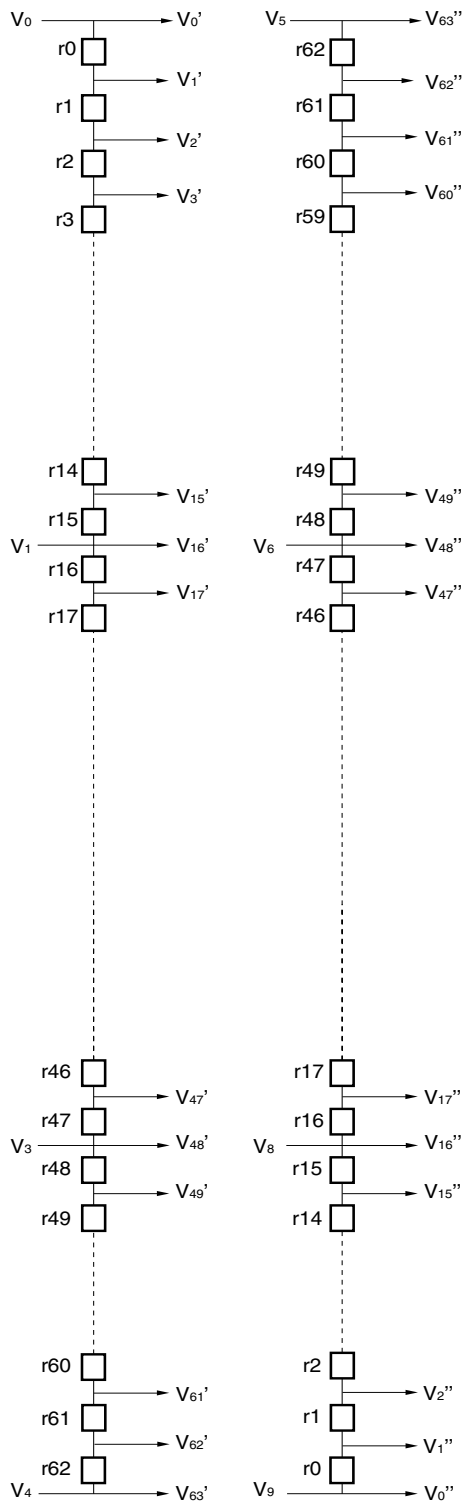 V0 V0'
r0
V1'
r1
V2'
r2
V3'
r3
r14
V15'
r15
V1 V16'
r16
V17'
r17
r46
V47'
r47
V3 V48'
r48
V49'
r49
r60
V61'
r61
V62'
r62
V4 V63'
V5 V63''
r62
V62''
r61
V61''
r60
V60''
r59
r49
V49''
r48
V6 V48''
r47
V47''
r46
r17
V17''
r16
V8 V16''
r15
V15''
r14
r2
V2''
r1
V1''
r0
V9 V0''